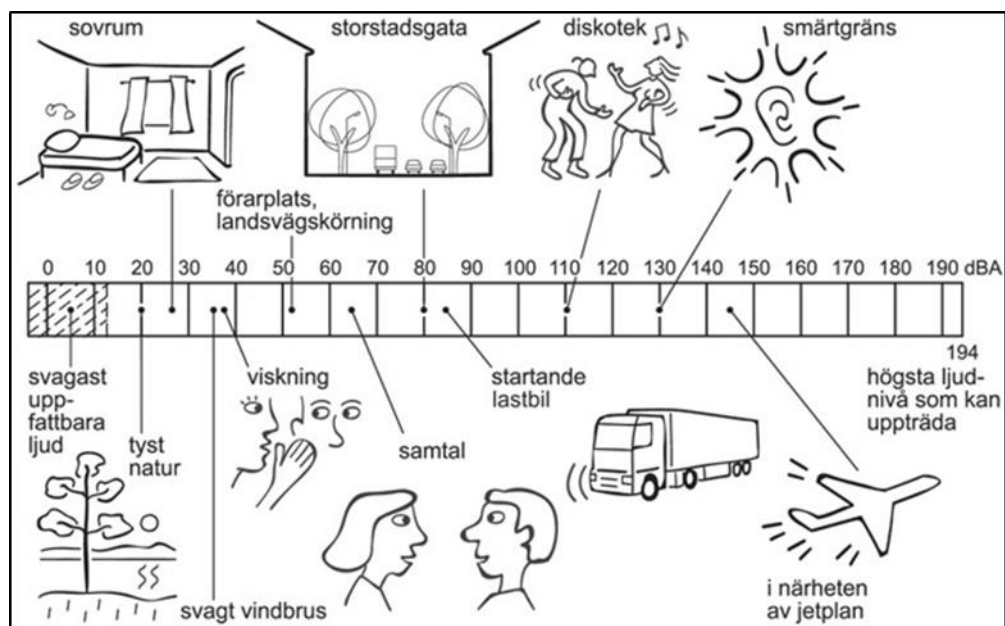 sovrum
storstadsgata
diskotek
smärtgräns
förarplats,
landsvägskörning
0 10 20 30 40 50 60 70 80 90 100 110 120 130 140 150 160 170 180 190 dBA
194
svagast
upp-
fattbara
ljud
tyst
natur
svagt vindbrus
viskning
samtal
startande
lastbil
i närheten
av jetplan
högsta ljud-
nivå som kan
uppträda